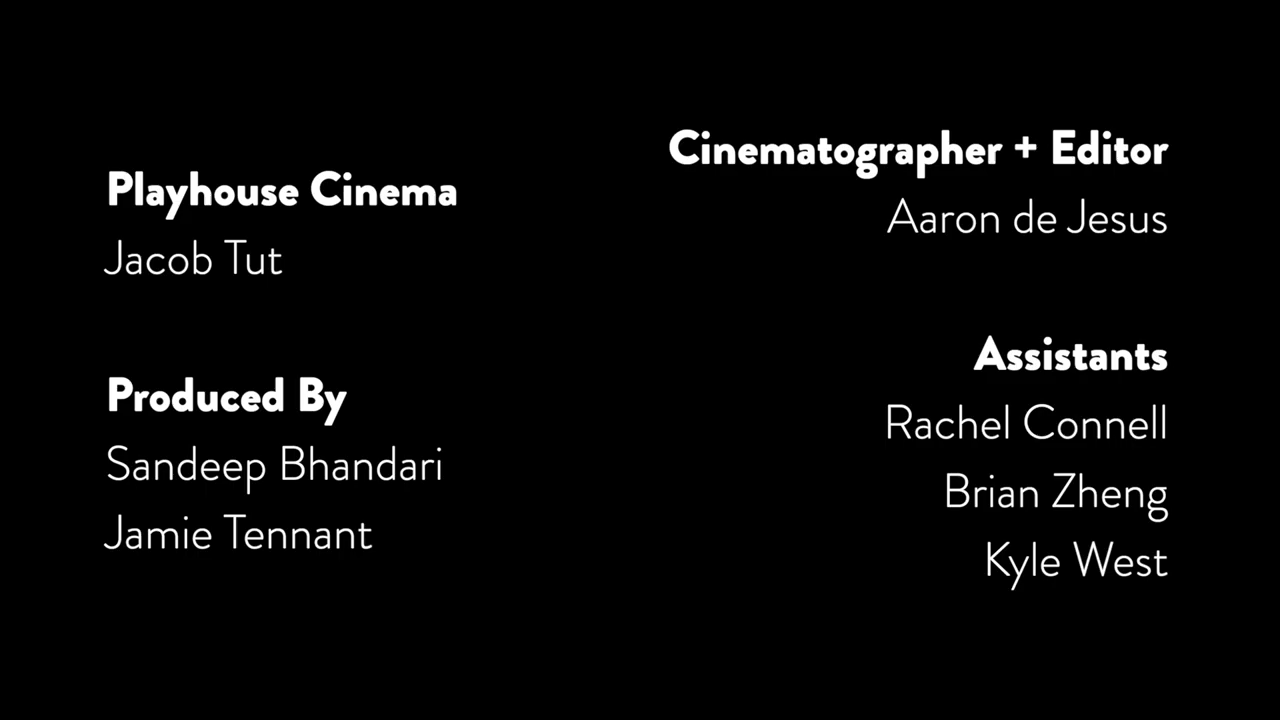 Playhouse Cinema
Jacob Tut
Produced By
Sandeep Bhandari
Jamie Tennant
Cinematographer + Editor
Aaron de Jesus
Assistants
Rachel Connell
Brian Zheng
Kyle West